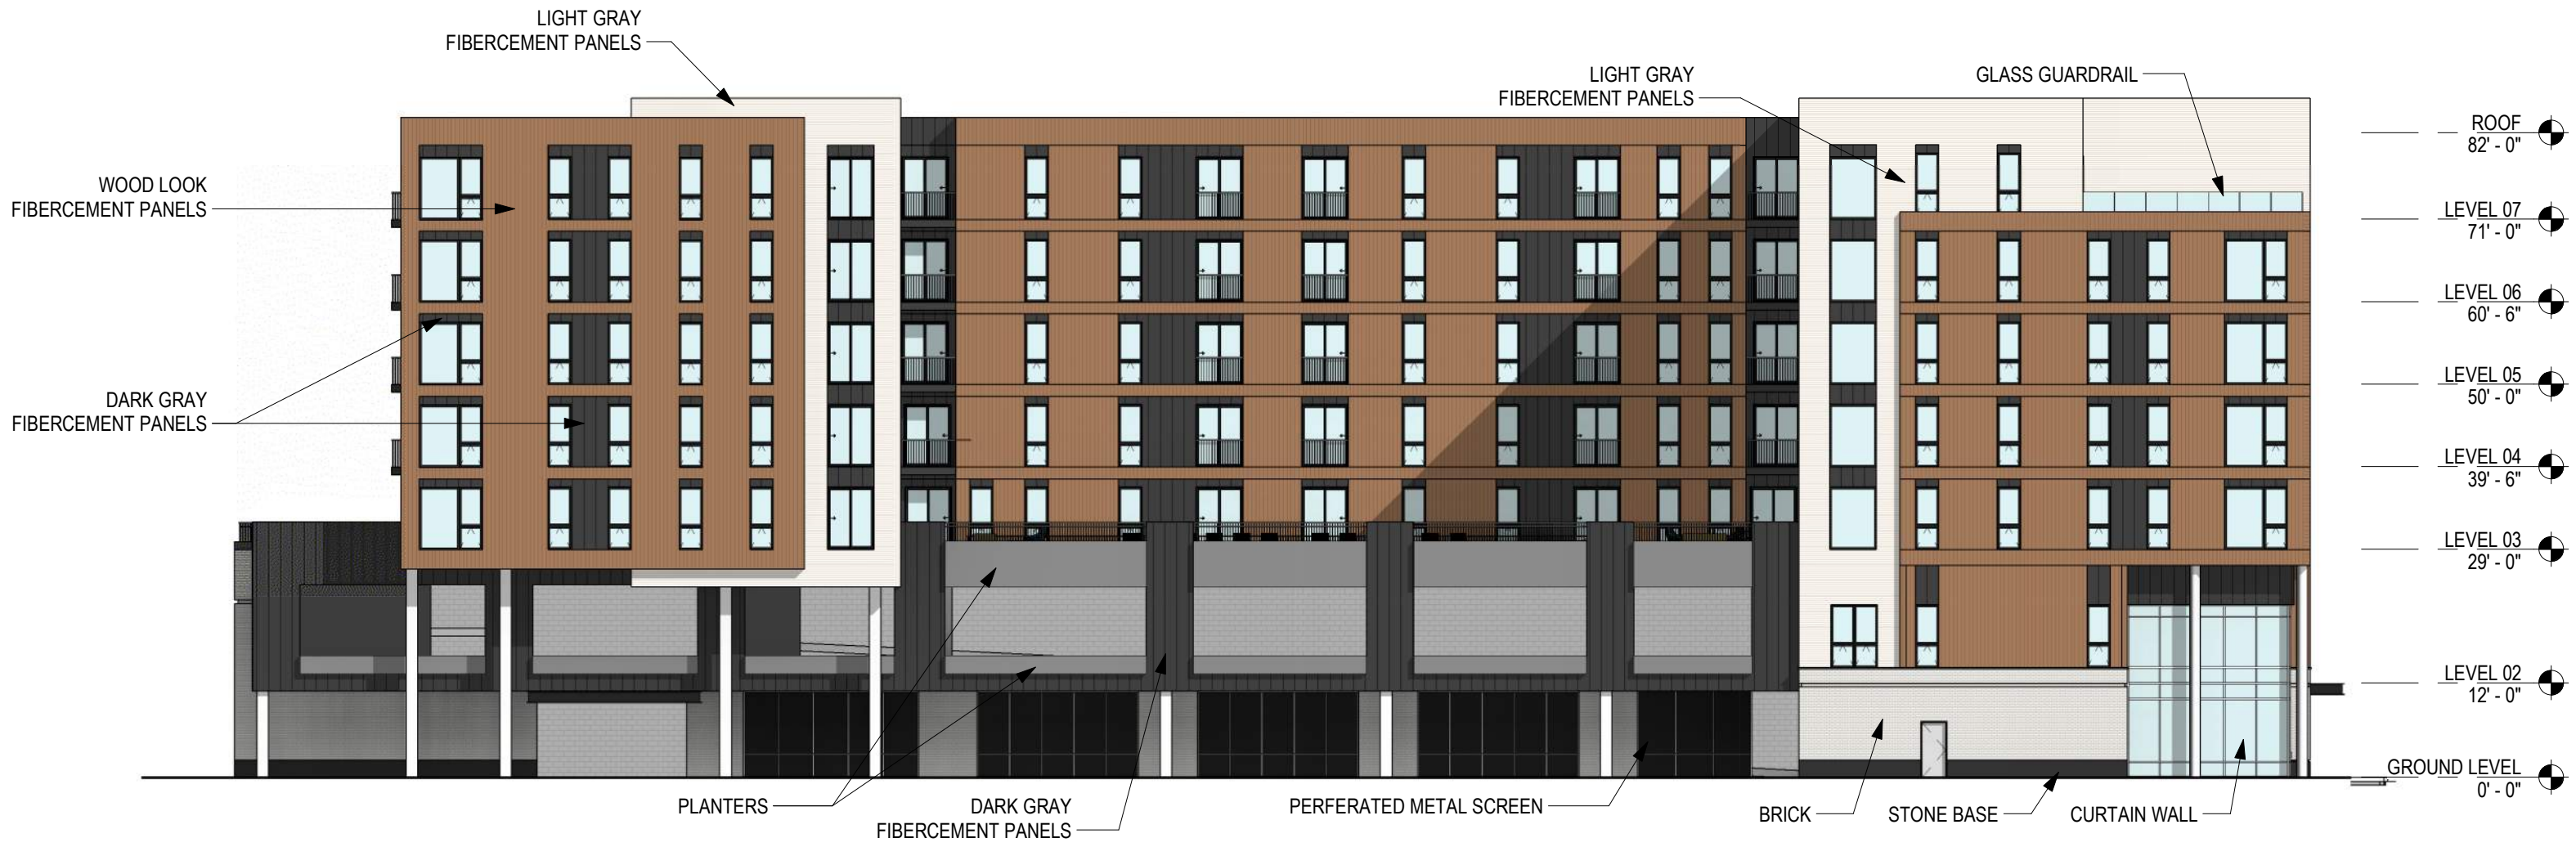 LIGHT GRAY
FIBERCEMENT PANELS
LIGHT GRAY
FIBERCEMENT PANELS
GLASS GUARDRAIL
WOOD LOOK
FIBERCEMENT PANELS
DARK GRAY
FIBERCEMENT PANELS
ROOF
82' - 0"
LEVEL 07
71' - 0"
LEVEL 06
60' - 6"
LEVEL 05
50' - 0"
LEVEL 04
39' - 6"
LEVEL 03
29' - 0"
LEVEL 02
12' - 0"
GROUND LEVEL
0' - 0"
PLANTERS
DARK GRAY
FIBERCEMENT PANELS
PERFERATED METAL SCREEN
BRICK
STONE BASE
CURTAIN WALL